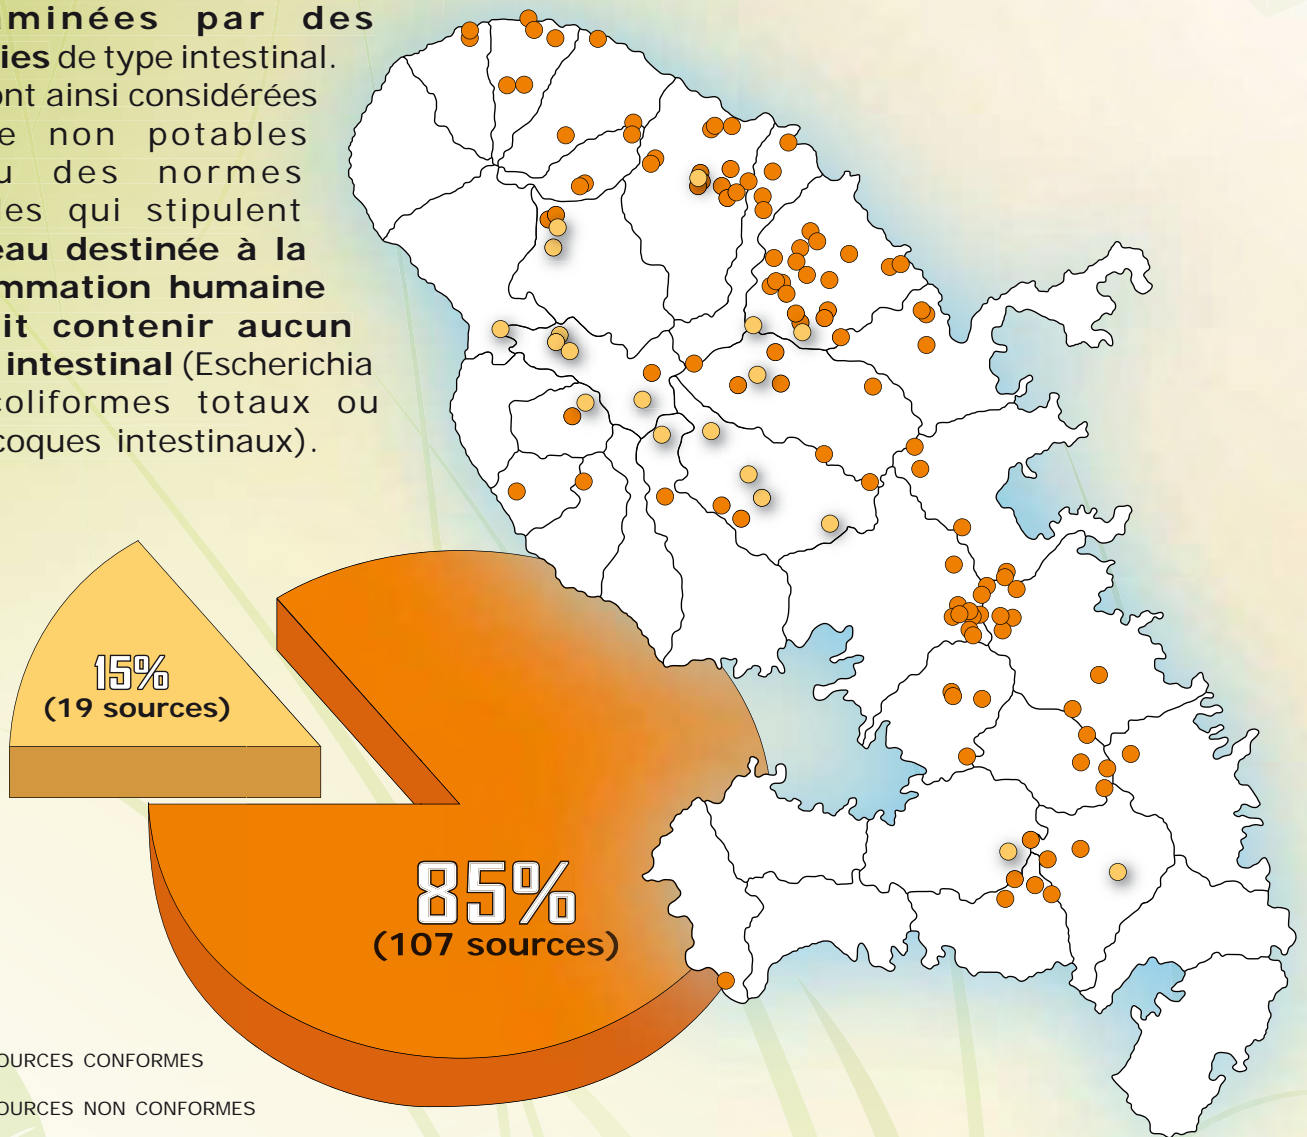 aminées par des
ies de type intestinal.
ont ainsi considérées
e non potables
u des normes
les qui stipulent
eau destinée à la
mmation humaine
it contenir aucun
intestinal (Escherichia
coliformes totaux ou
coques intestinaux).
15%
(19 sources)
85%
(107 sources)
OURCES CONFORMES
OURCES NON CONFORMES